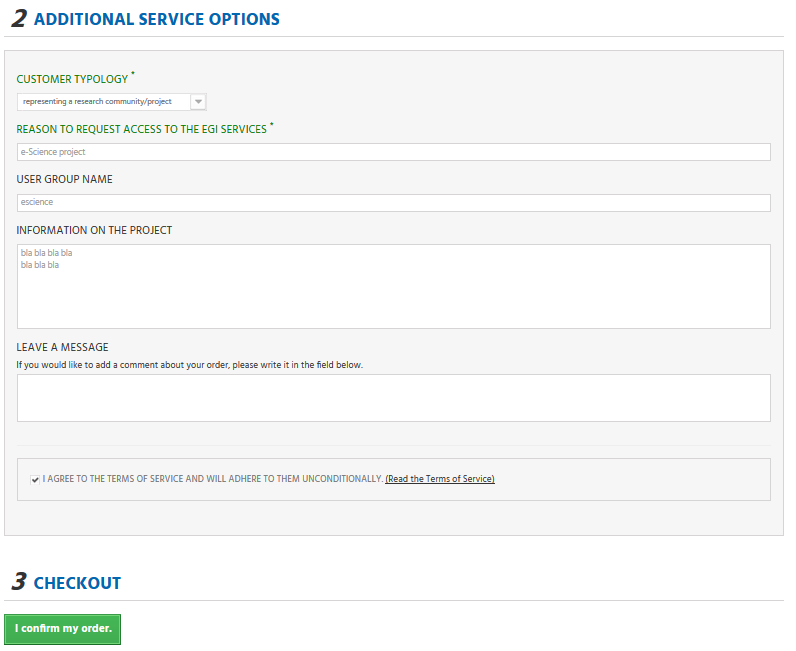 2 ADDITIONAL SERVICE OPTIONS
CUSTOMER TYPOLOGY *
representing a research community/project
REASON TO REQUEST ACCESS TO THE EGI SERVICES *
e-Science project
USER GROUP NAME
escience
INFORMATION ON THE PROJECT
bla bla bla bla
bla bla bla
LEAVE A MESSAGE
If you would like to add a comment about your order, please write it in the field below.
I AGREE TO THE TERMS OF SERVICE AND WILL ADHERE TO THEM UNCONDITIONALLY. (Read the Terms of Service)
3 CHECKOUT
I confirm my order.